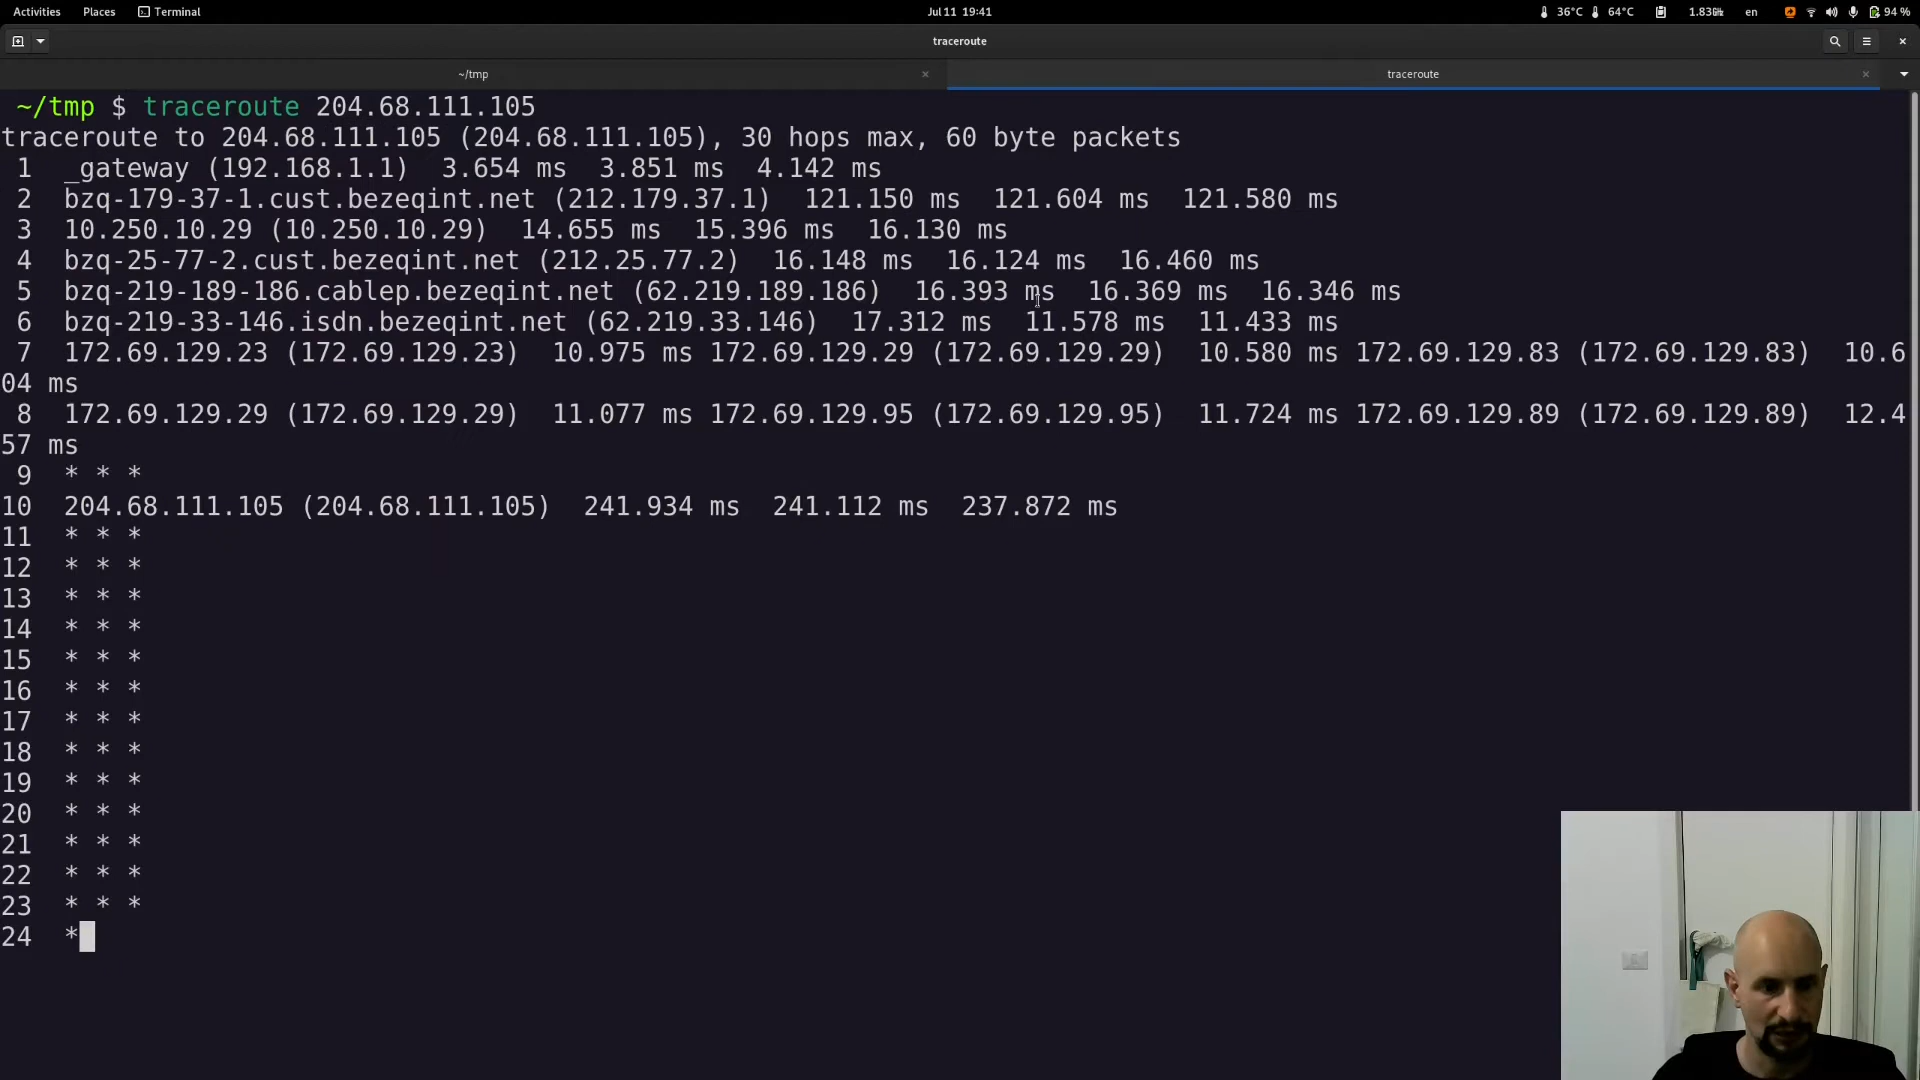 Activities Places Terminal Jul 11 19:41 36°C 64°C 1.83GHz en 94 %
traceroute
~/tmp traceroute
~/tmp $ traceroute 204.68.111.105
traceroute to 204.68.111.105 (204.68.111.105), 30 hops max, 60 byte packets
1 _gateway (192.168.1.1) 3.654 ms 3.851 ms 4.142 ms
2 bzq-179-37-1.cust.bezeqint.net (212.179.37.1) 121.150 ms 121.604 ms 121.580 ms
3 10.250.10.29 (10.250.10.29) 14.655 ms 15.396 ms 16.130 ms
4 bzq-25-77-2.cust.bezeqint.net (212.25.77.2) 16.148 ms 16.124 ms 16.460 ms
5 bzq-219-189-186.cablep.bezeqint.net (62.219.189.186) 16.393 ms 16.369 ms 16.346 ms
6 bzq-219-33-146.isdn.bezeqint.net (62.219.33.146) 17.312 ms 11.578 ms 11.433 ms
7 172.69.129.23 (172.69.129.23) 10.975 ms 172.69.129.29 (172.69.129.29) 10.580 ms 172.69.129.83 (172.69.129.83) 10.6
04 ms
8 172.69.129.29 (172.69.129.29) 11.077 ms 172.69.129.95 (172.69.129.95) 11.724 ms 172.69.129.89 (172.69.129.89) 12.4
57 ms
9 * * *
10 204.68.111.105 (204.68.111.105) 241.934 ms 241.112 ms 237.872 ms
11 * * *
12 * * *
13 * * *
14 * * *
15 * * *
16 * * *
17 * * *
18 * * *
19 * * *
20 * * *
21 * * *
22 * * *
23 * * *
24 *